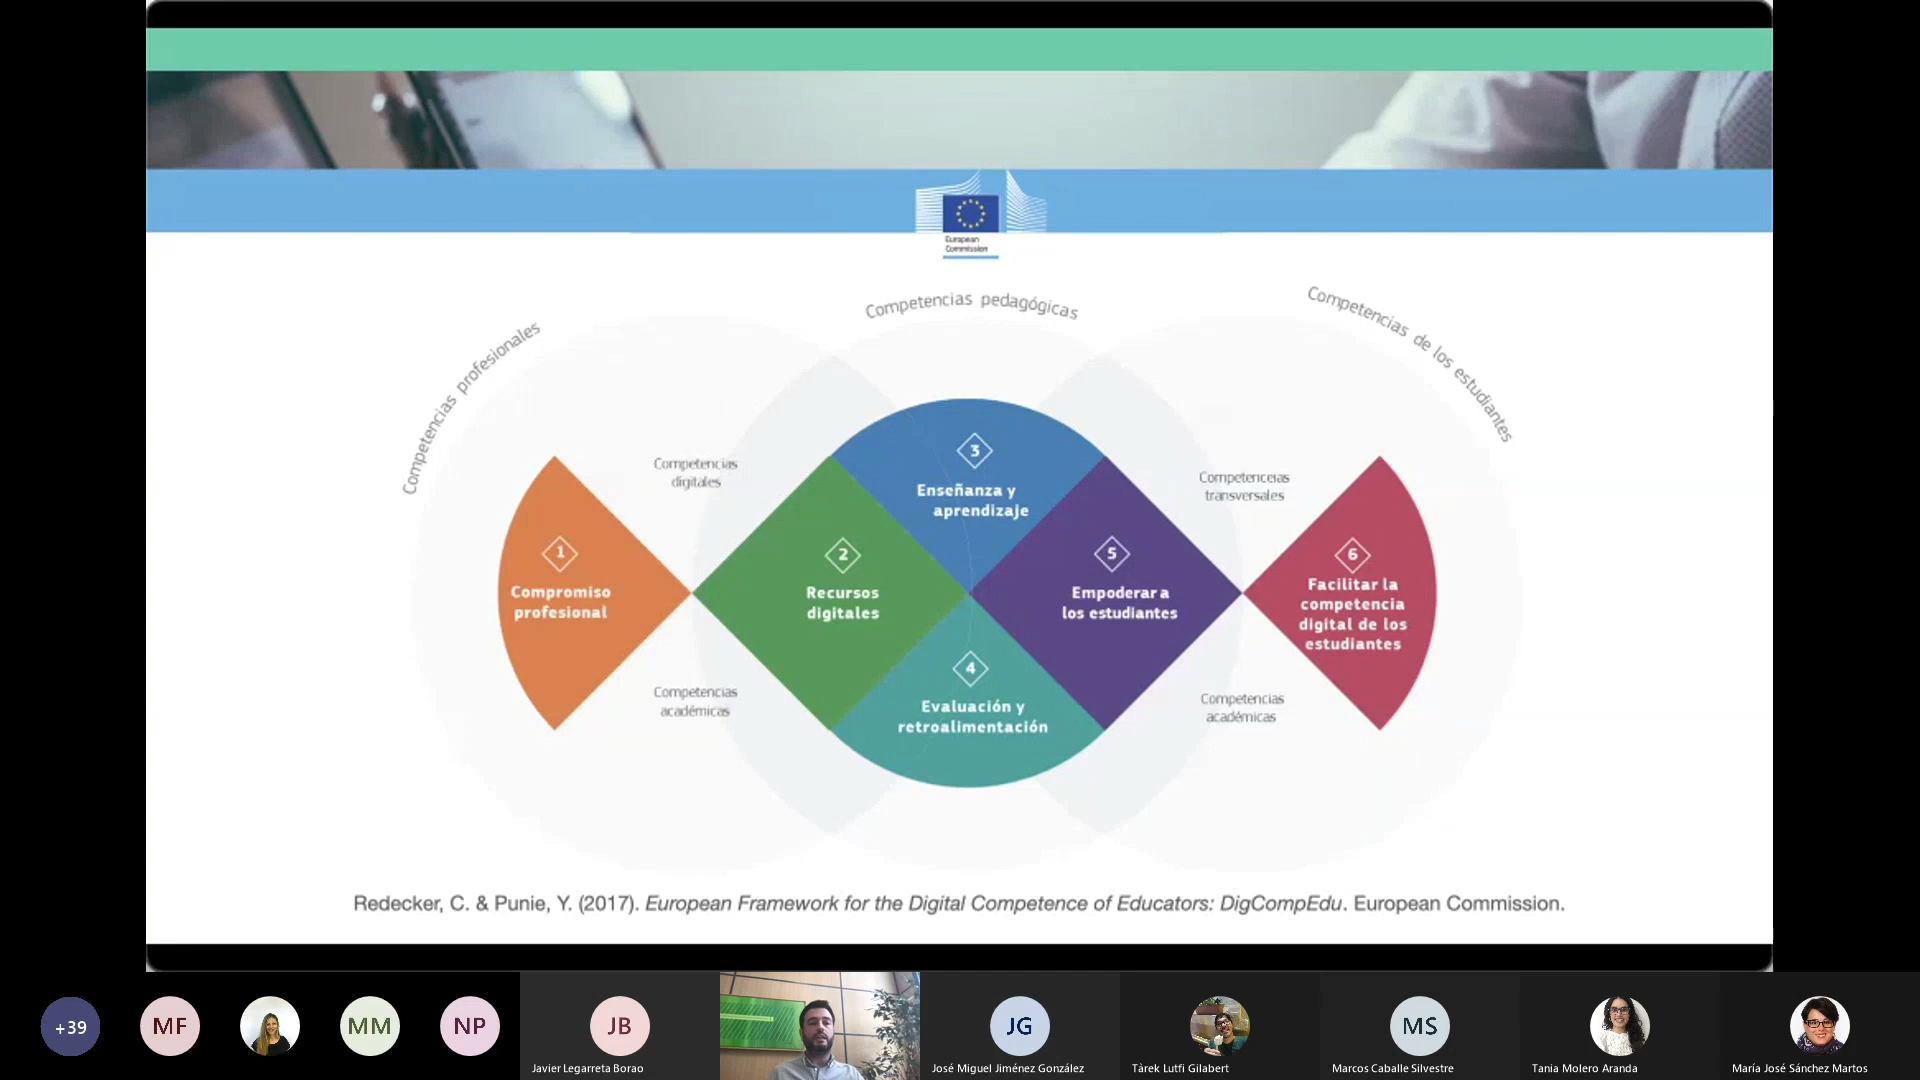 European
Commission
Competencias profesionales
Competencias pedagógicas
Competencias de los estudiantes
Competencias
digitales
Competenceias
transversales
3
Enseñanza y
aprendizaje
1
Compromiso
profesional
2
Recursos
digitales
5
Empoderar a
los estudiantes
6
Facilitar la
competencia
digital de los
estudiantes
4
Evaluación y
retroalimentación
Competencias
académicas
Competencias
académicas
Redecker, C. & Punie, Y. (2017). European Framework for the Digital Competence of Educators: DigCompEdu. European Commission.
+39
MF
MM
NP
JB
Javier Legarreta Borao
JG
José Miguel Jiménez González
Tàrek Lutfi Gilabert
MS
Marcos Caballe Silvestre
Tania Molero Aranda
María José Sánchez Martos